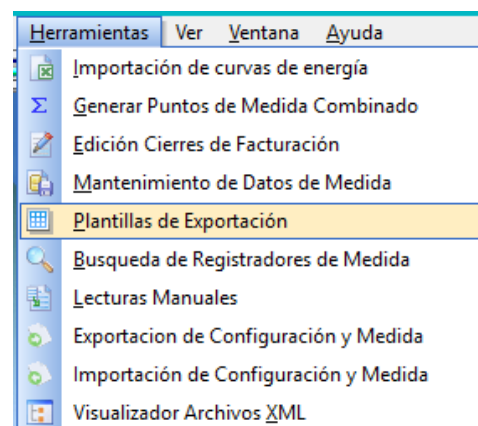 Herramientas Ver Ventana Ayuda
Importación de curvas de energía
Σ Generar Puntos de Medida Combinado
Edición Cierres de Facturación
Mantenimiento de Datos de Medida
Plantillas de Exportación
Busqueda de Registradores de Medida
Lecturas Manuales
Exportacion de Configuración y Medida
Importación de Configuración y Medida
Visualizador Archivos XML